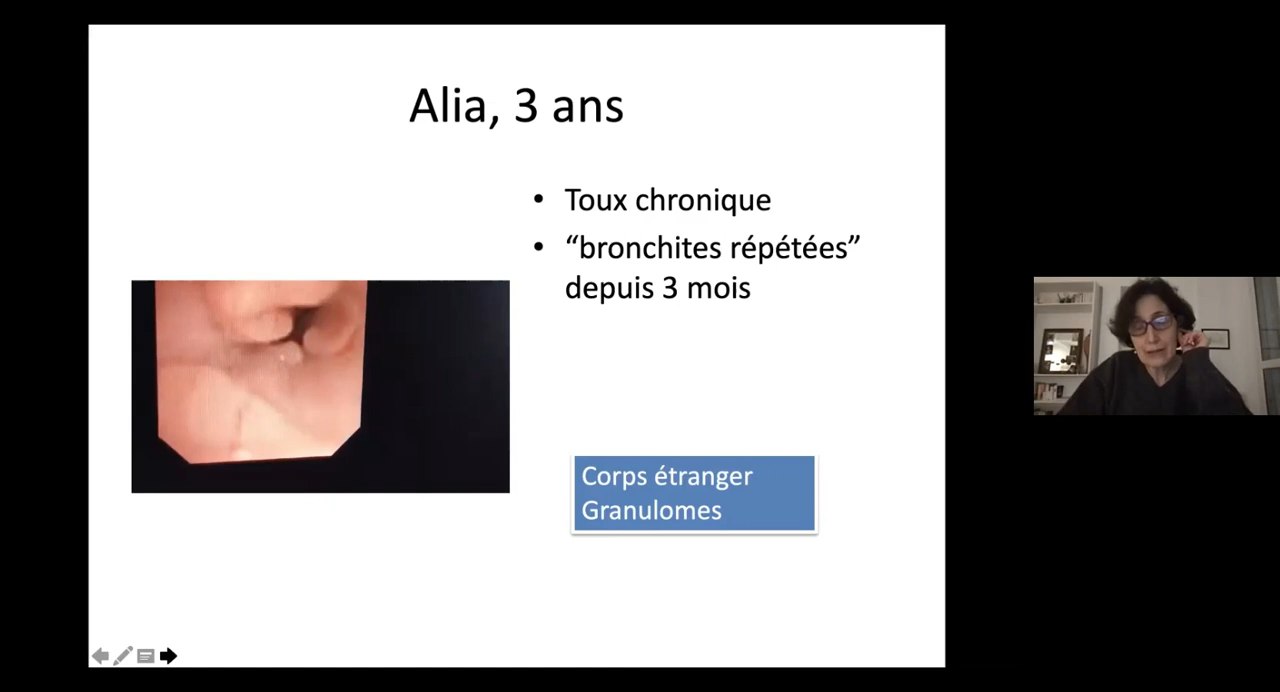 Alia, 3 ans
• Toux chronique
• “bronchites répétées”
depuis 3 mois
Corps étranger
Granulomes